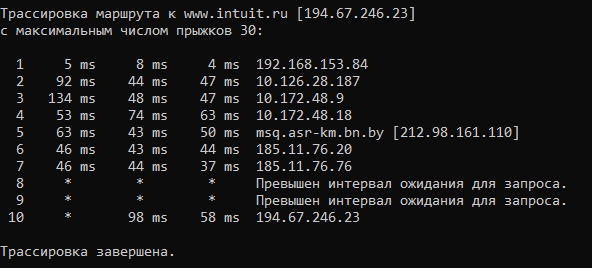 Трассировка маршрута к www.intuit.ru [194.67.246.23]
с максимальным числом прыжков 30:
1 5 ms 8 ms 4 ms 192.168.153.84
2 92 ms 44 ms 47 ms 10.126.28.187
3 134 ms 48 ms 47 ms 10.172.48.9
4 53 ms 74 ms 63 ms 10.172.48.18
5 63 ms 43 ms 50 ms msq.asr-km.bn.by [212.98.161.110]
6 46 ms 43 ms 44 ms 185.11.76.20
7 46 ms 44 ms 37 ms 185.11.76.76
8 * * * Превышен интервал ожидания для запроса.
9 * * * Превышен интервал ожидания для запроса.
10 * 98 ms 58 ms 194.67.246.23
Трассировка завершена.